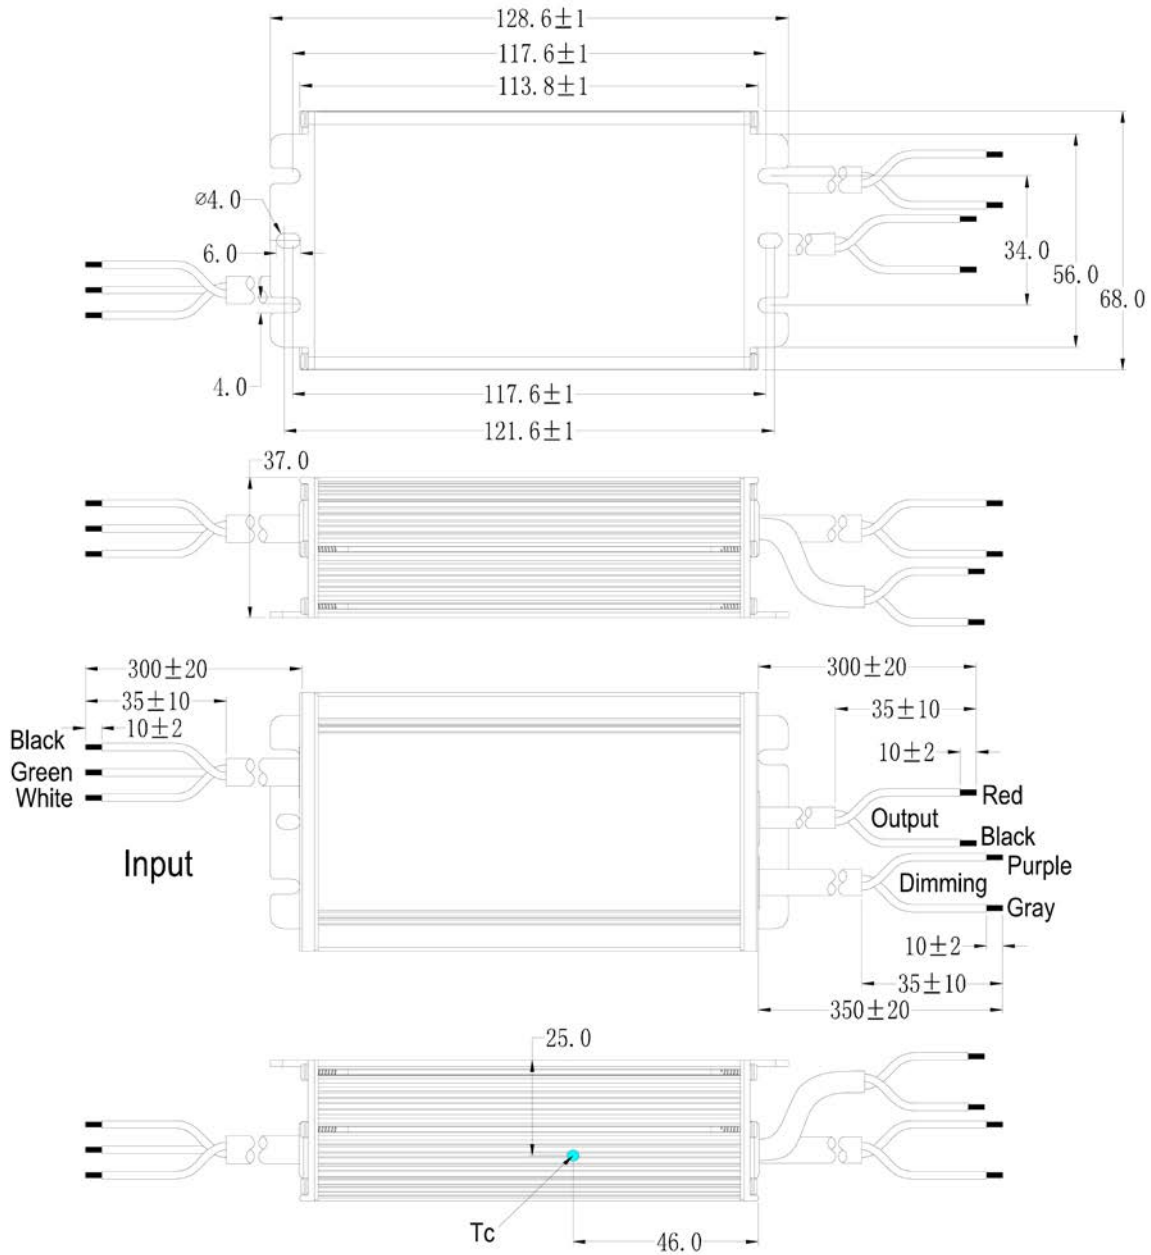 128.6±1
117.6±1
113.8±1
⌀4.0
6.0
34.0
56.0
68.0
4.0
117.6±1
121.6±1
37.0
300±20
300±20
35±10
35±10
10±2
10±2
Black
Green
White
Red
Output
Black
Input
Purple
Dimming
Gray
10±2
35±10
350±20
25.0
Tc
46.0